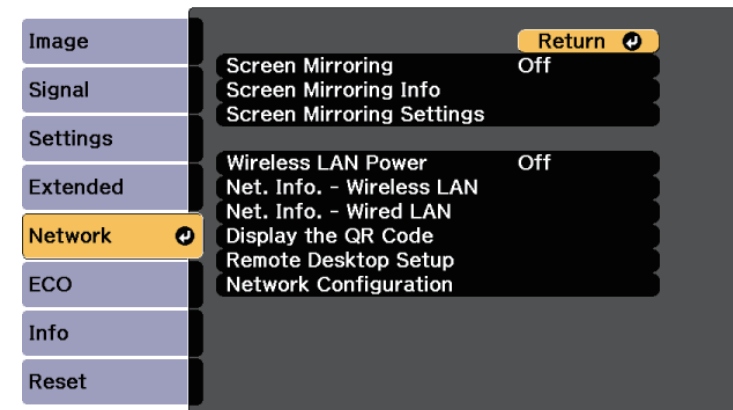 Image
Signal
Settings
Extended
Network
ECO
Info
Reset
Return
Screen Mirroring Off
Screen Mirroring Info
Screen Mirroring Settings
Wireless LAN Power Off
Net. Info. - Wireless LAN
Net. Info. - Wired LAN
Display the QR Code
Remote Desktop Setup
Network Configuration